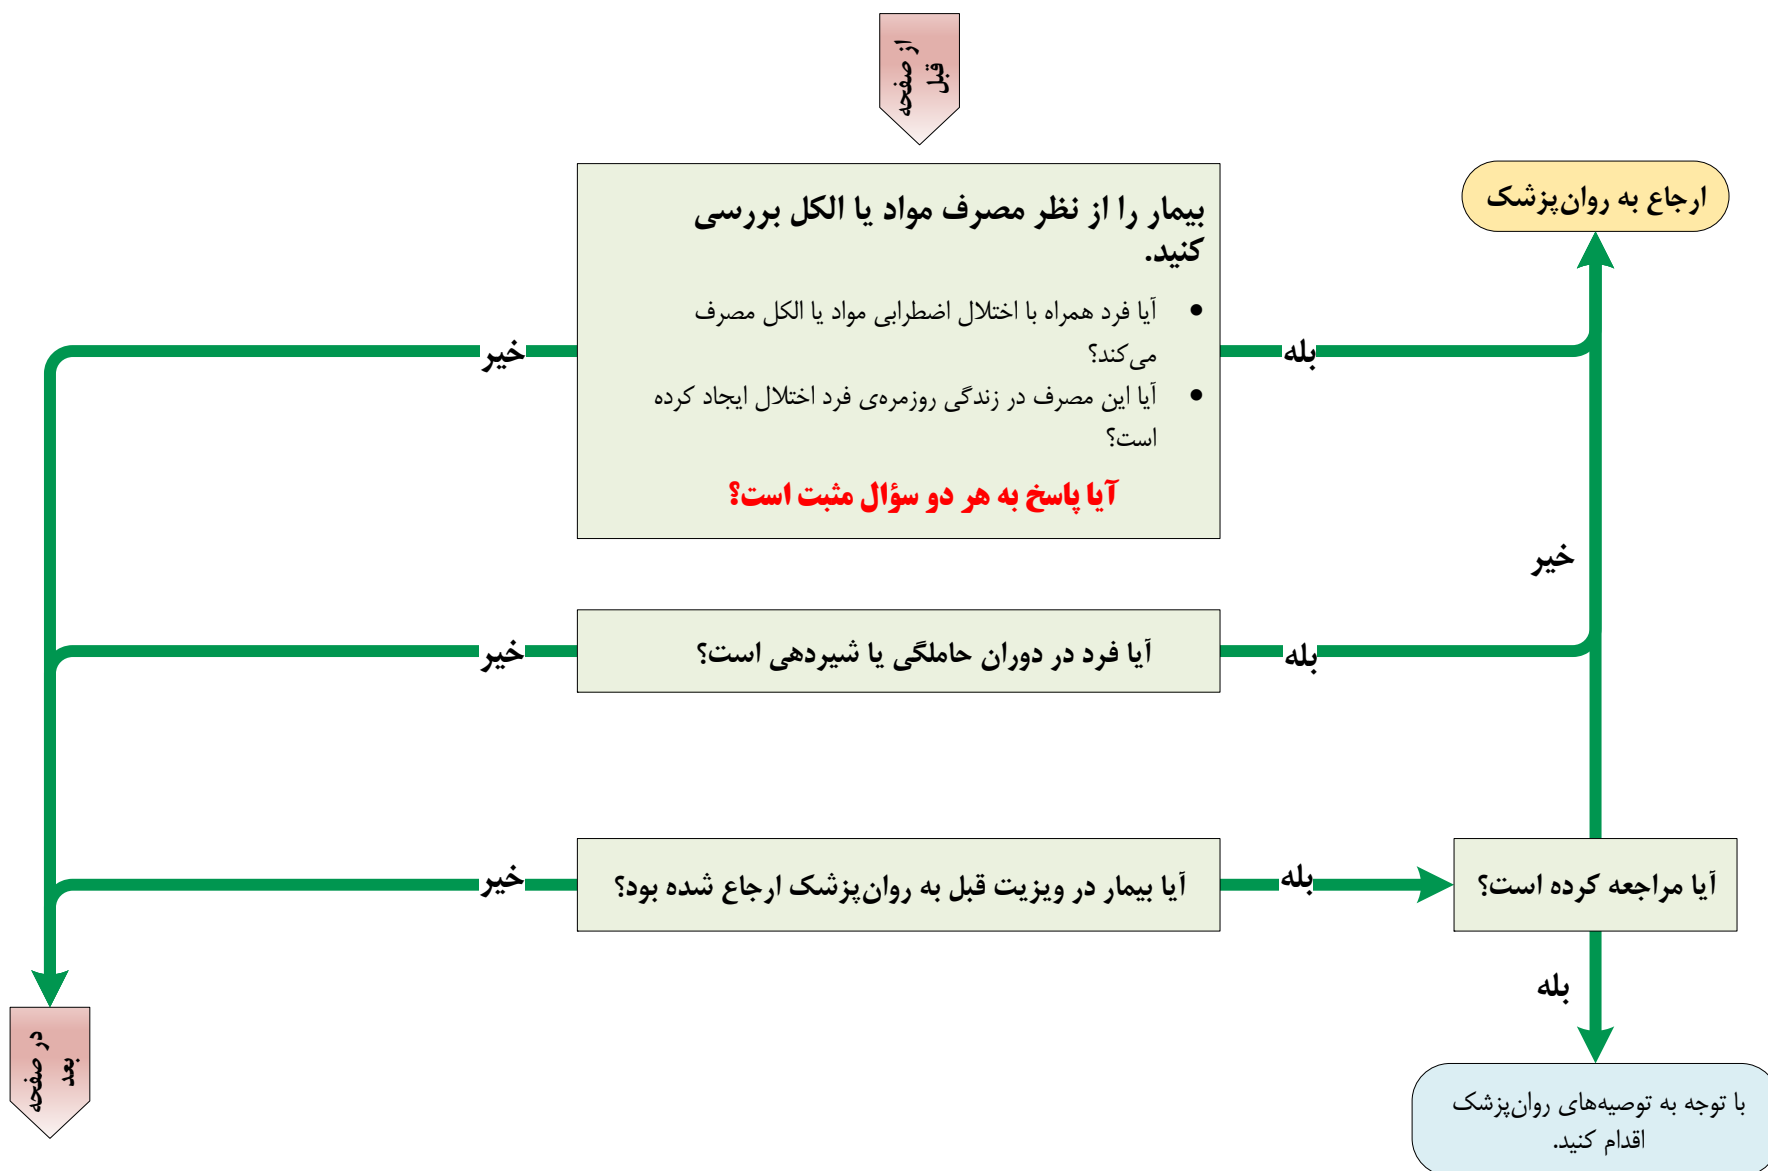 از صفحه
قبل
بیمار را از نظر مصرف مواد یا الکل بررسی
کنید.
• آیا فرد همراه با اختلال اضطرابی مواد یا الکل مصرف
می‌کند؟
• آیا این مصرف در زندگی روزمره‌ی فرد اختلال ایجاد کرده
است؟
آیا پاسخ به هر دو سؤال مثبت است؟
ارجاع به روان‌پزشک
بله
خیر
خیر
آیا فرد در دوران حاملگی یا شیردهی است؟
بله
خیر
آیا بیمار در ویزیت قبل به روان‌پزشک ارجاع شده بود؟
بله
خیر
آیا مراجعه کرده است؟
بله
با توجه به توصیه‌های روان‌پزشک
اقدام کنید.
در صفحه
بعد